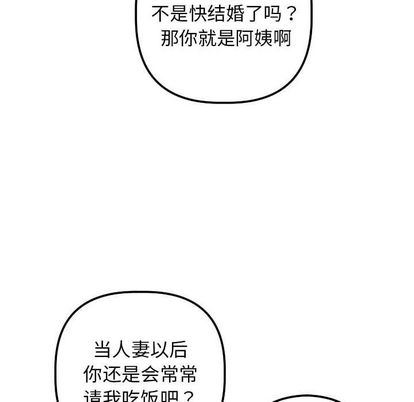 不是快结婚了吗？
那你就是阿姨啊
当人妻以后
你还是会常常
请我吃饭吧？